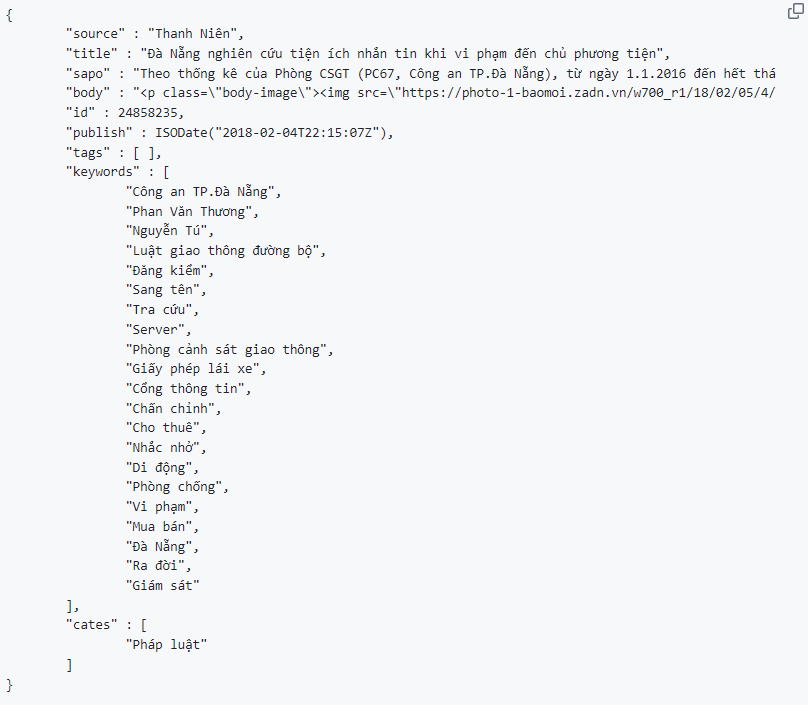 {
"source" : "Thanh Niên",
"title" : "Đà Nẵng nghiên cứu tiện ích nhắn tin khi vi phạm đến chủ phương tiện",
"sapo" : "Theo thống kê của Phòng CSGT (PC67, Công an TP.Đà Nẵng), từ ngày 1.1.2016 đến hết thá
"body" : "<p class=\"body-image\"><img src=\"https://photo-1-baomoi.zadn.vn/w700_r1/18/02/05/4/
"id" : 24858235,
"publish" : ISODate("2018-02-04T22:15:07Z"),
"tags" : [ ],
"keywords" : [
"Công an TP.Đà Nẵng",
"Phan Văn Thương",
"Nguyễn Tú",
"Luật giao thông đường bộ",
"Đăng kiểm",
"Sang tên",
"Tra cứu",
"Server",
"Phòng cảnh sát giao thông",
"Giấy phép lái xe",
"Cổng thông tin",
"Chấn chỉnh",
"Cho thuê",
"Nhắc nhở",
"Di động",
"Phòng chống",
"Vi phạm",
"Mua bán",
"Đà Nẵng",
"Ra đời",
"Giám sát"
],
"cates" : [
"Pháp luật"
]
}